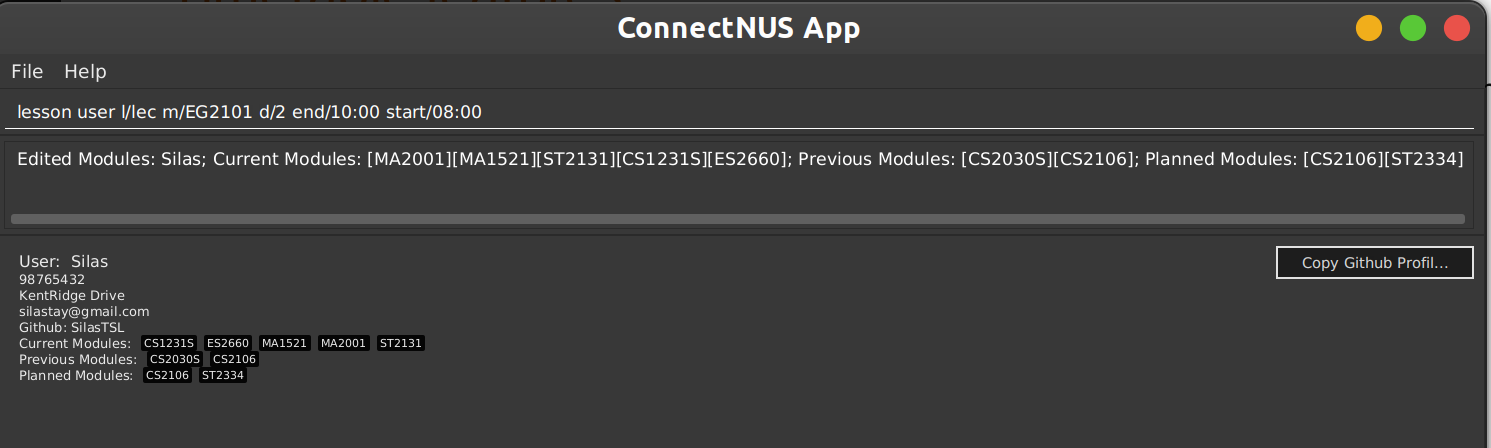 ConnectNUS App
File Help
lesson user l/lec m/EG2101 d/2 end/10:00 start/08:00
Edited Modules: Silas; Current Modules: [MA2001][MA1521][ST2131][CS1231S][ES2660]; Previous Modules: [CS2030S][CS2106]; Planned Modules: [CS2106][ST2334]
User: Silas
Copy Github Profil...
98765432
KentRidge Drive
silastay@gmail.com
Github: SilasTSL
Current Modules: CS1231S ES2660 MA1521 MA2001 ST2131
Previous Modules: CS2030S CS2106
Planned Modules: CS2106 ST2334